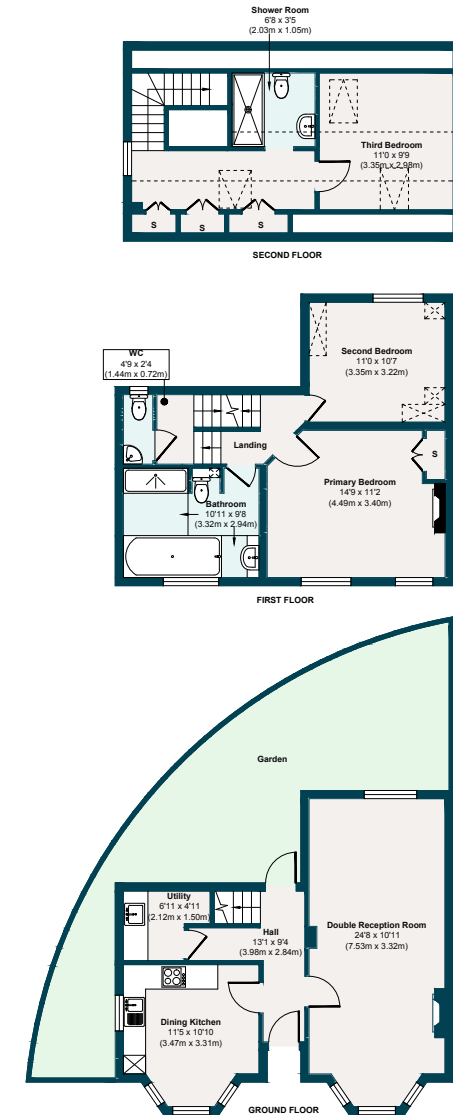 Shower Room
6'8 x 3'5
(2.03m x 1.05m)
Third Bedroom
11'0 x 9'9
(3.35m x 2.98m)
S
S
S
SECOND FLOOR
WC
4'9 x 2'4
(1.44m x 0.72m)
Second Bedroom
11'0 x 10'7
(3.35m x 3.22m)
Landing
S
Primary Bedroom
14'9 x 11'2
(4.49m x 3.40m)
Bathroom
10'11 x 9'8
(3.32m x 2.94m)
FIRST FLOOR
Garden
Utility
6'11 x 4'11
(2.12m x 1.50m)
Hall
13'1 x 9'4
(3.98m x 2.84m)
Double Reception Room
24'8 x 10'11
(7.53m x 3.32m)
Dining Kitchen
11'5 x 10'10
(3.47m x 3.31m)
GROUND FLOOR